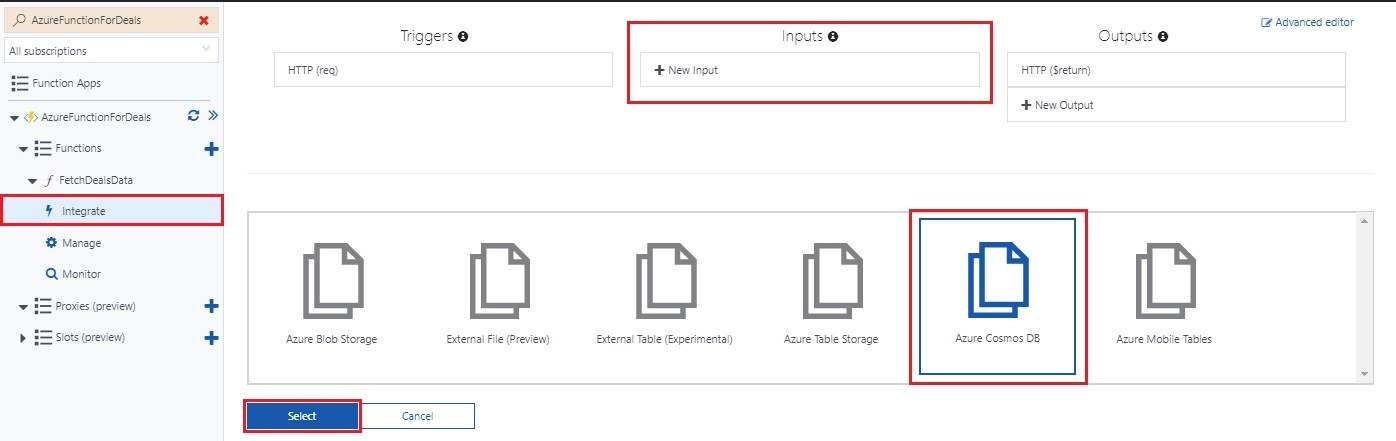 AzureFunctionForDeals
All subscriptions
Function Apps
AzureFunctionForDeals
Functions
FetchDealsData
Integrate
Manage
Monitor
Proxies (preview)
Slots (preview)
Advanced editor
Triggers
HTTP (req)
Inputs
New Input
Outputs
HTTP ($return)
New Output
Azure Blob Storage
External File (Preview)
External Table (Experimental)
Azure Table Storage
Azure Cosmos DB
Azure Mobile Tables
Select
Cancel